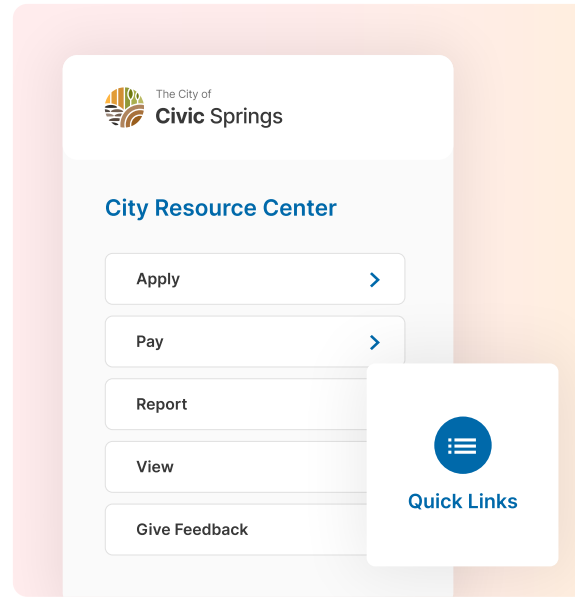 The City of
Civic Springs
City Resource Center
Apply
Pay
Report
View
Give Feedback
Quick Links